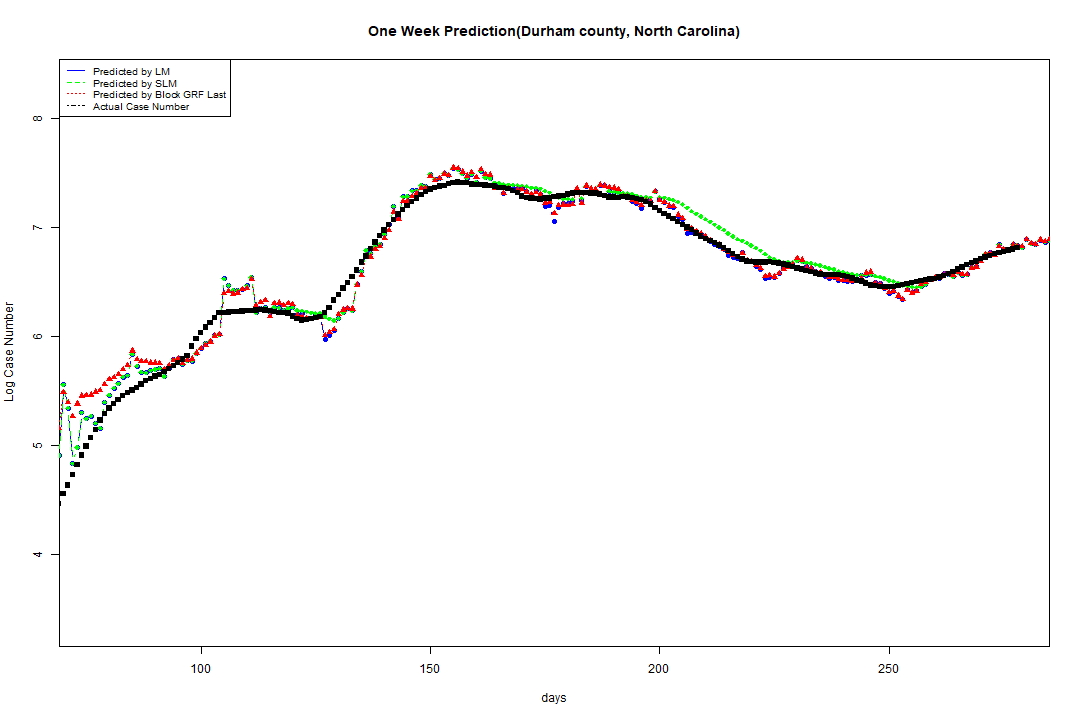 One Week Prediction(Durham county, North Carolina)
Predicted by LM
Predicted by SLM
Predicted by Block GRF Last
Actual Case Number
8
7
6
5
4
Log Case Number
100
150
200
250
days